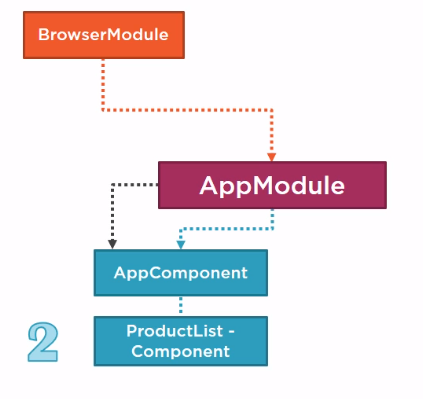 BrowserModule
AppModule
AppComponent
2
ProductList -
Component